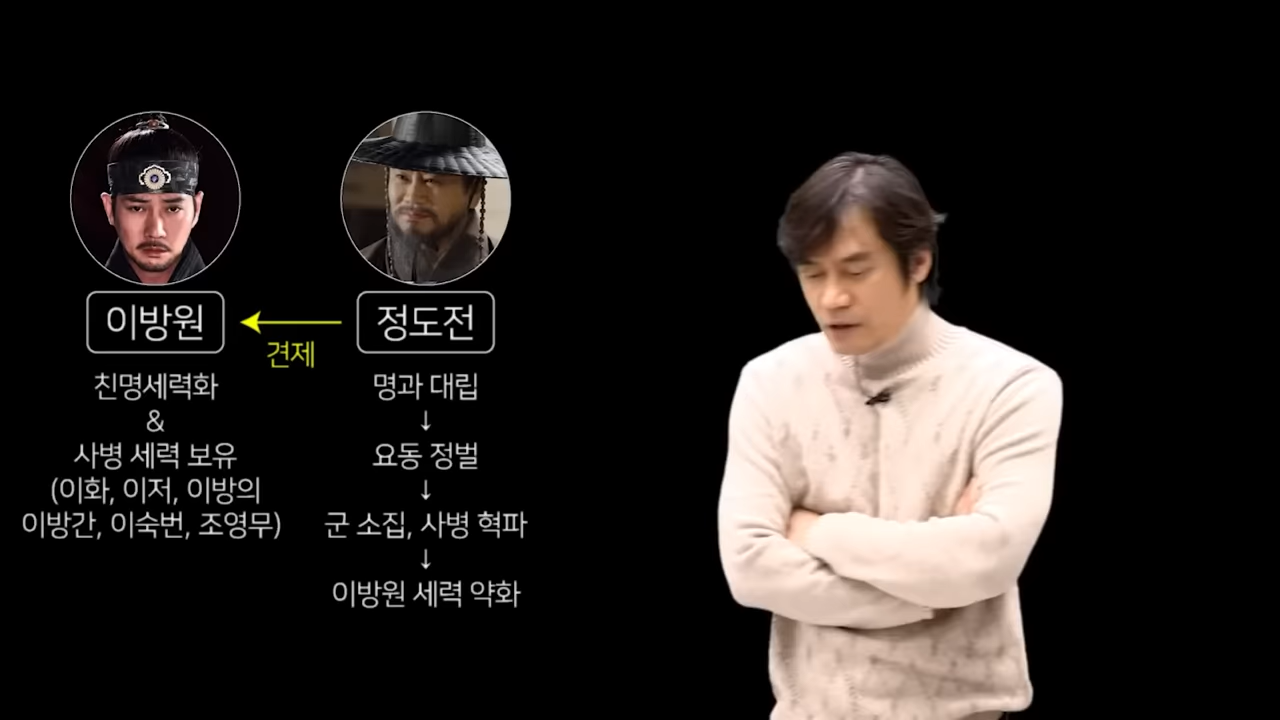 이방원
친명세력화
&
사병 세력 보유
(이화, 이저, 이방의
이방간, 이숙번, 조영무)
견제
정도전
명과 대립
↓
요동 정벌
↓
군 소집, 사병 혁파
↓
이방원 세력 약화